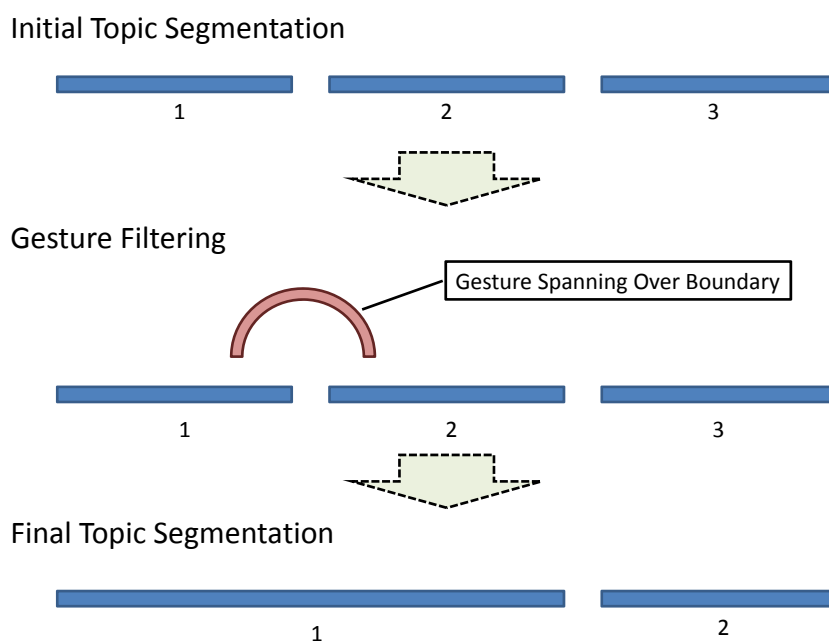 Initial Topic Segmentation
1 2 3
Gesture Filtering
Gesture Spanning Over Boundary
1 2 3
Final Topic Segmentation
1 2